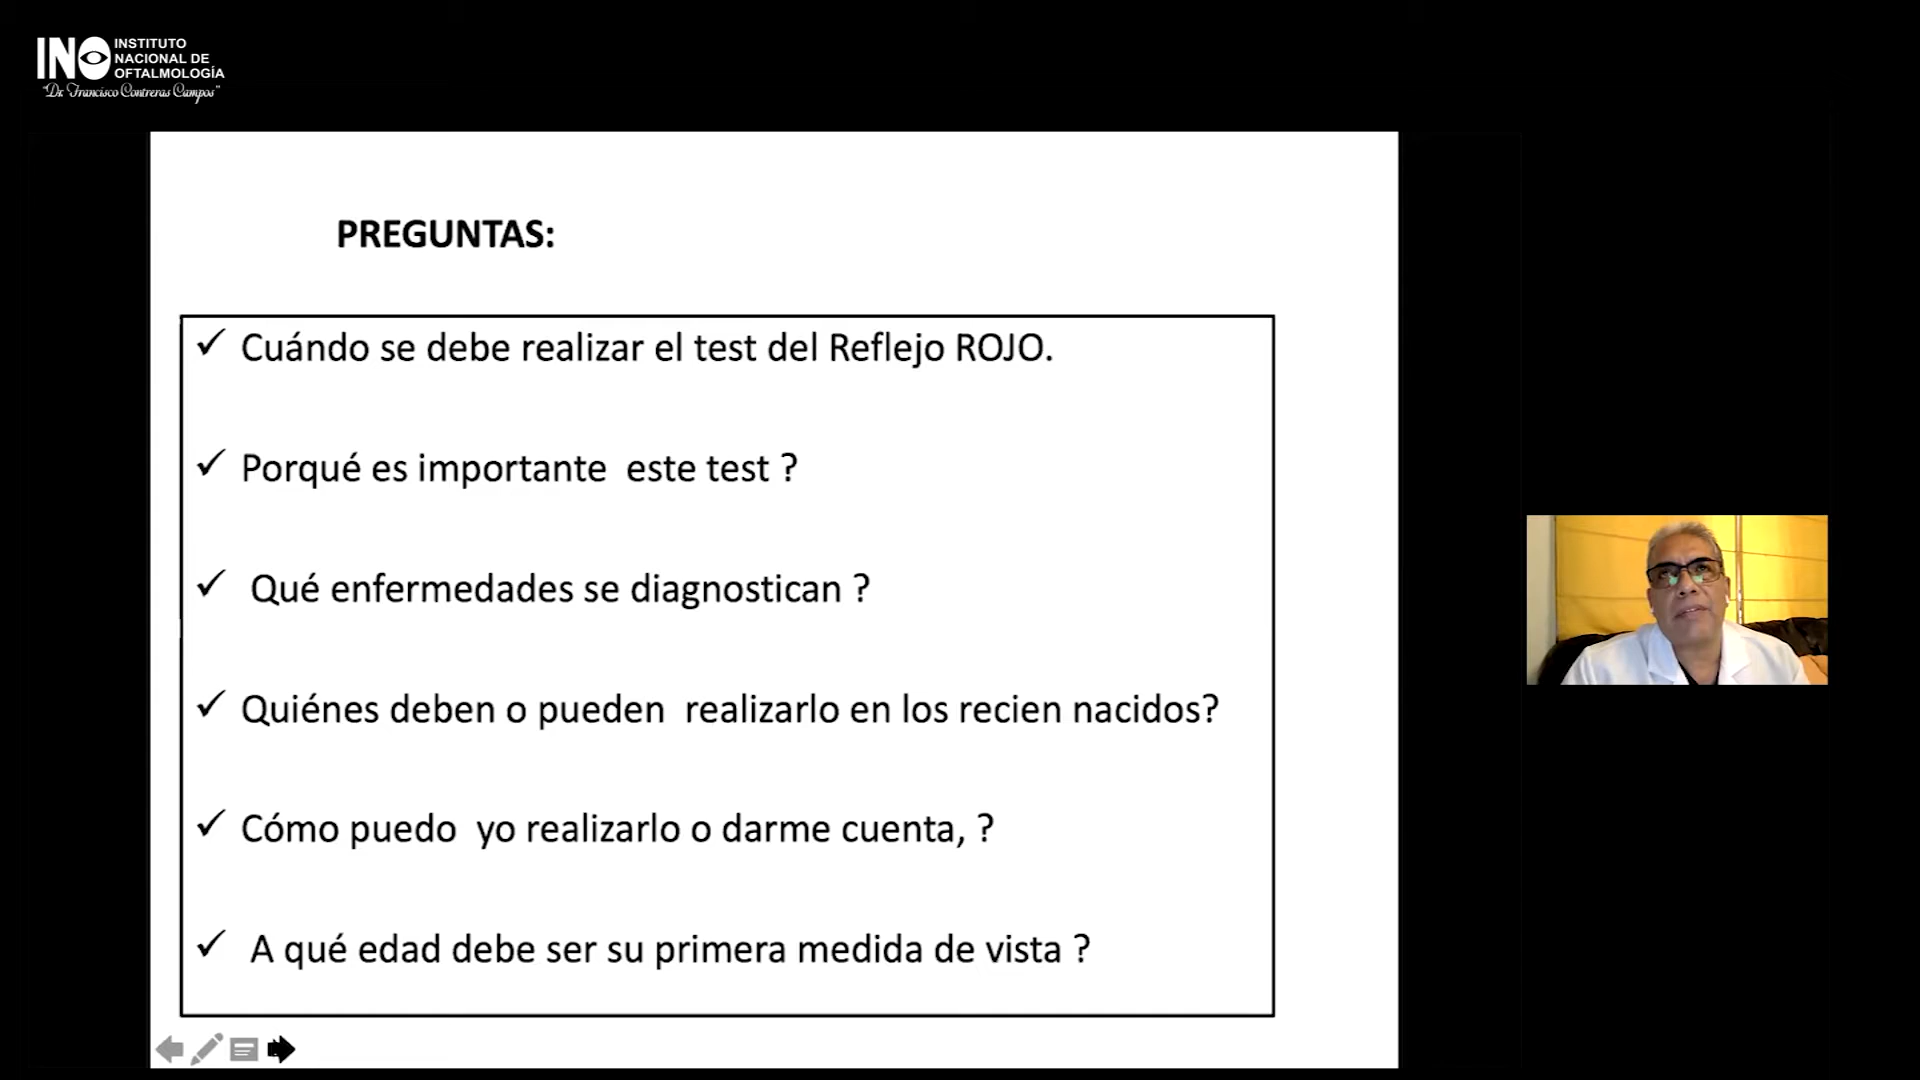 INO INSTITUTO
NACIONAL DE
OFTALMOLOGÍA
"Dr. Francisco Contreras Campos"
PREGUNTAS:
✓ Cuándo se debe realizar el test del Reflejo ROJO.
✓ Porqué es importante  este test ?
✓ Qué enfermedades se diagnostican ?
✓ Quiénes deben o pueden  realizarlo en los recien nacidos?
✓ Cómo puedo  yo realizarlo o darme cuenta, ?
✓ A qué edad debe ser su primera medida de vista ?